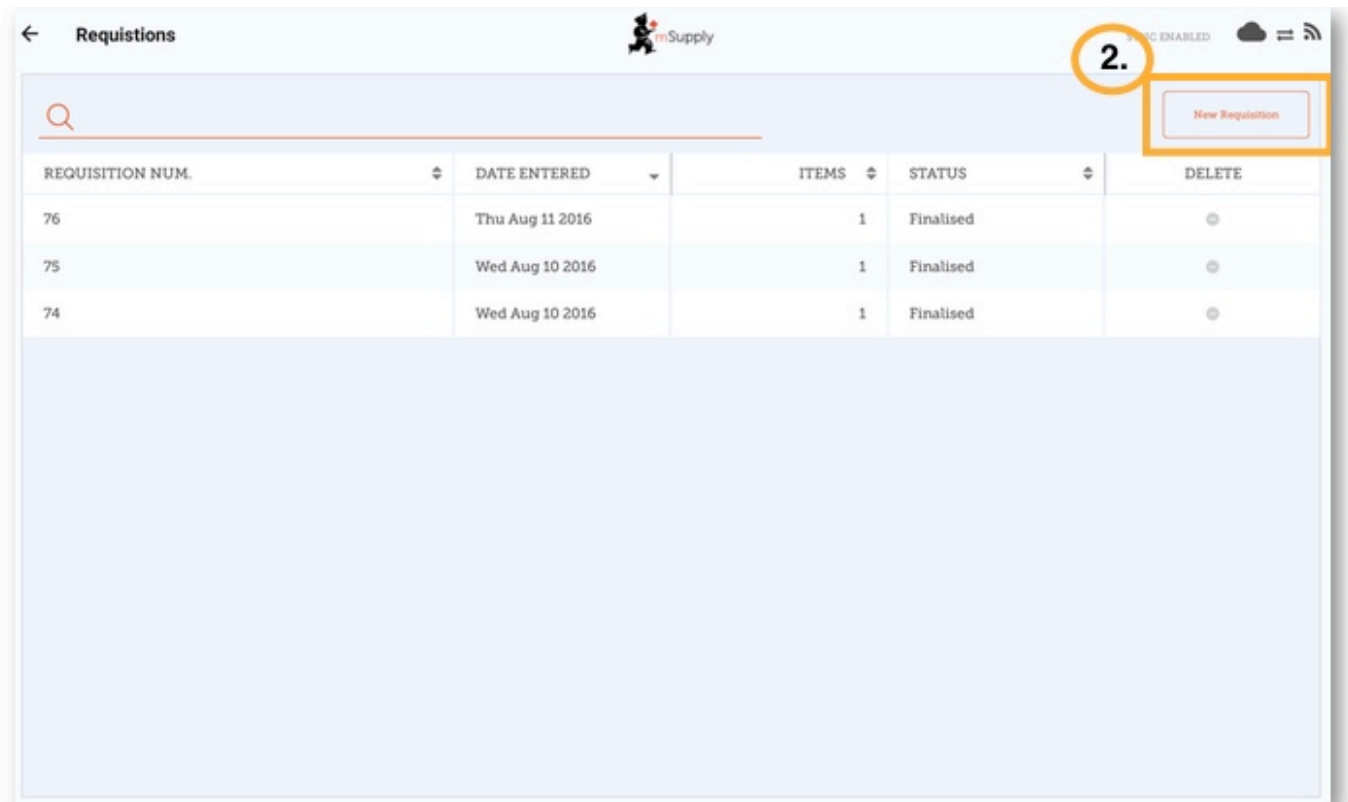 Requistions
mSupply
ENABLED
2.
New Requisition
REQUISITION NUM. DATE ENTERED ITEMS STATUS DELETE
76 Thu Aug 11 2016 1 Finalised
75 Wed Aug 10 2016 1 Finalised
74 Wed Aug 10 2016 1 Finalised